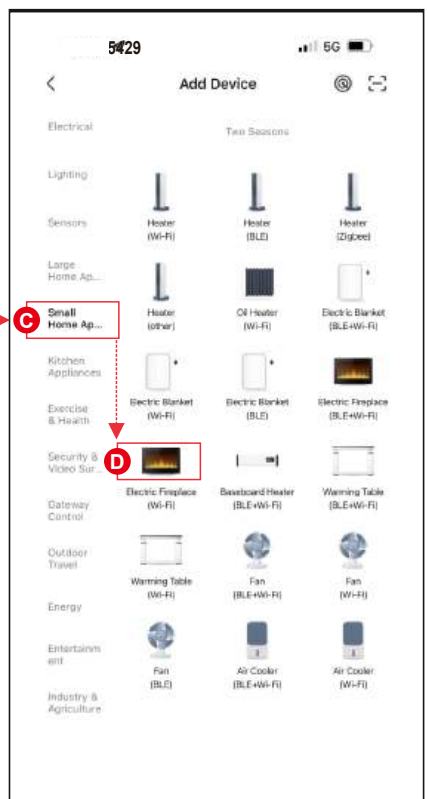 5429
5G
Add Device
Electrical
Lighting
Sensors
Large
Home Ap...
C
Small
Home Ap...
Kitchen
Appliances
Exercise
& Health
Security &
Video Sur...
Gateway
Control
Outdoor
Travel
Energy
Entertainm
ent
Industry &
Agriculture
Two Seasons
Heater
(Wi-Fi)
Heater
(BLE)
Heater
(Zigbee)
Heater
(other)
Oil Heater
(Wi-Fi)
Electric Blanket
(BLE+Wi-Fi)
Electric Blanket
(Wi-Fi)
Electric Blanket
(BLE)
Electric Fireplace
(BLE+Wi-Fi)
D
Electric Fireplace
(Wi-Fi)
Baseboard Heater
(BLE+Wi-Fi)
Warming Table
(BLE+Wi-Fi)
Warming Table
(Wi-Fi)
Fan
(BLE+Wi-Fi)
Fan
(Wi-Fi)
Fan
(BLE)
Air Cooler
(BLE+Wi-Fi)
Air Cooler
(Wi-Fi)